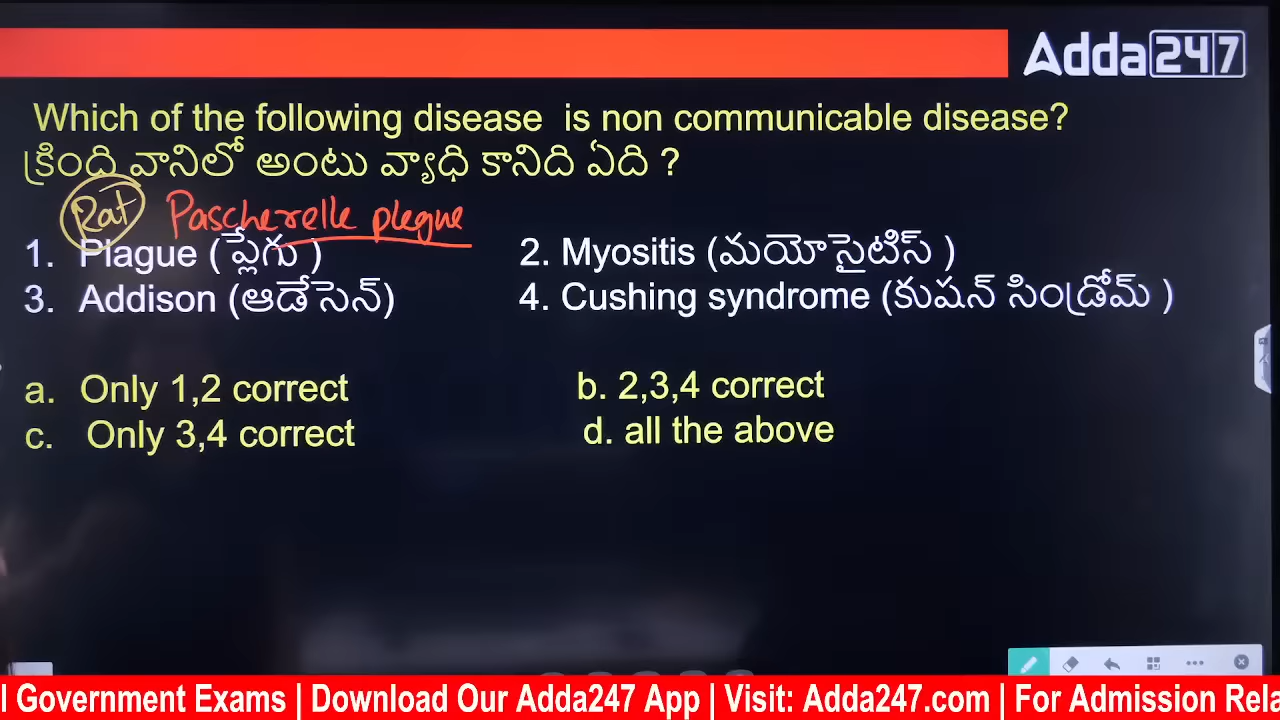 Adda247
Which of the following disease is non communicable disease?
క్రింది వానిలో అంటు వ్యాధి కానిది ఏది ?
Rat Pascherelle plegue
1. Plague (ప్లేగు ) 2. Myositis (మయోసైటిస్ )
3. Addison (ఆడేసెన్) 4. Cushing syndrome (కుషన్ సిండ్రోమ్ )
a. Only 1,2 correct b. 2,3,4 correct
c. Only 3,4 correct d. all the above
l Government Exams | Download Our Adda247 App | Visit: Adda247.com | For Admission Rela